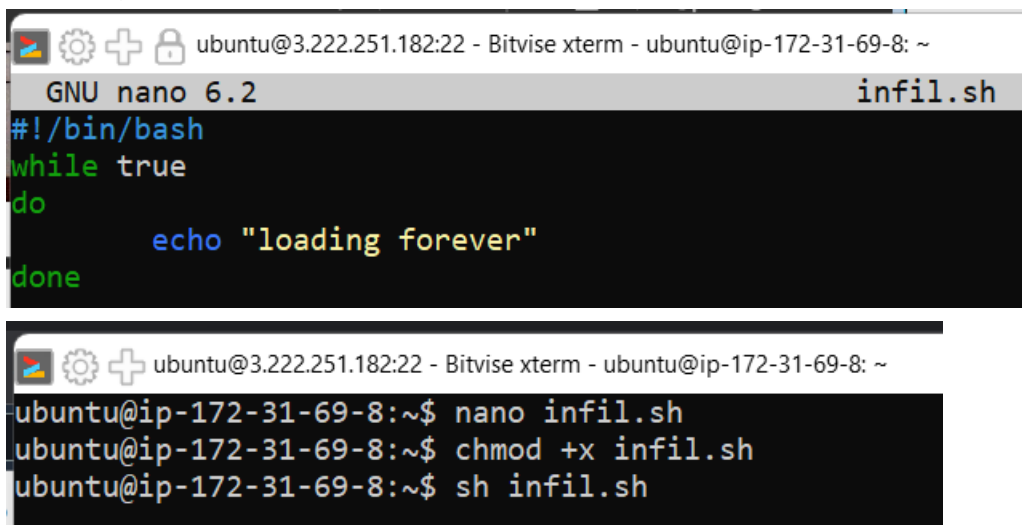 ubuntu@3.222.251.182:22 - Bitvise xterm - ubuntu@ip-172-31-69-8: ~
GNU nano 6.2 infil.sh
#!/bin/bash
while true
do
echo "loading forever"
done
ubuntu@3.222.251.182:22 - Bitvise xterm - ubuntu@ip-172-31-69-8: ~
ubuntu@ip-172-31-69-8:~$ nano infil.sh
ubuntu@ip-172-31-69-8:~$ chmod +x infil.sh
ubuntu@ip-172-31-69-8:~$ sh infil.sh